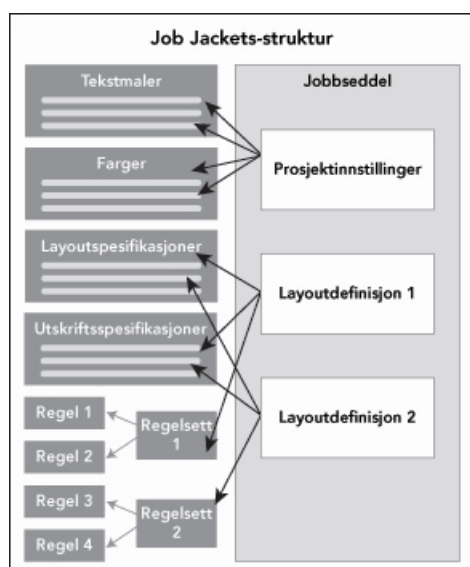 Job Jackets-struktur
Tekstmaler
Farger
Layoutspesifikasjoner
Utskriftsspesifikasjoner
Regel 1
Regel 2
Regelsett
1
Regel 3
Regel 4
Regelsett
2
Jobbseddel
Prosjektinnstillinger
Layoutdefinisjon 1
Layoutdefinisjon 2